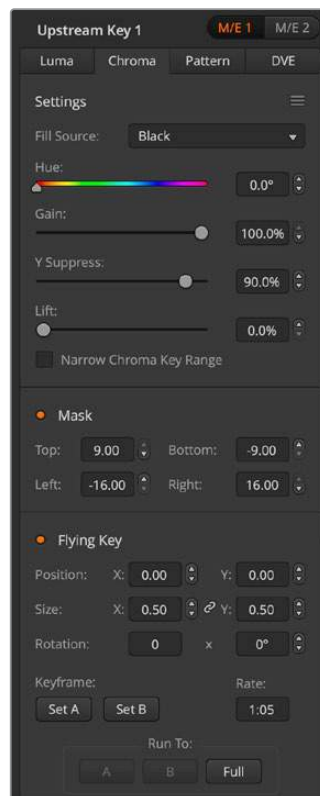 Upstream Key 1 M/E 1 M/E 2
Luma Chroma Pattern DVE
Settings
Fill Source: Black
Hue:
0.0°
Gain:
100.0%
Y Suppress:
90.0%
Lift:
0.0%
Narrow Chroma Key Range
Mask
Top: 9.00 Bottom: -9.00
Left: -16.00 Right: 16.00
Flying Key
Position: X: 0.00 Y: 0.00
Size: X: 0.50 Y: 0.50
Rotation: 0 x 0°
Keyframe: Rate:
Set A Set B 1:05
Run To:
A B Full